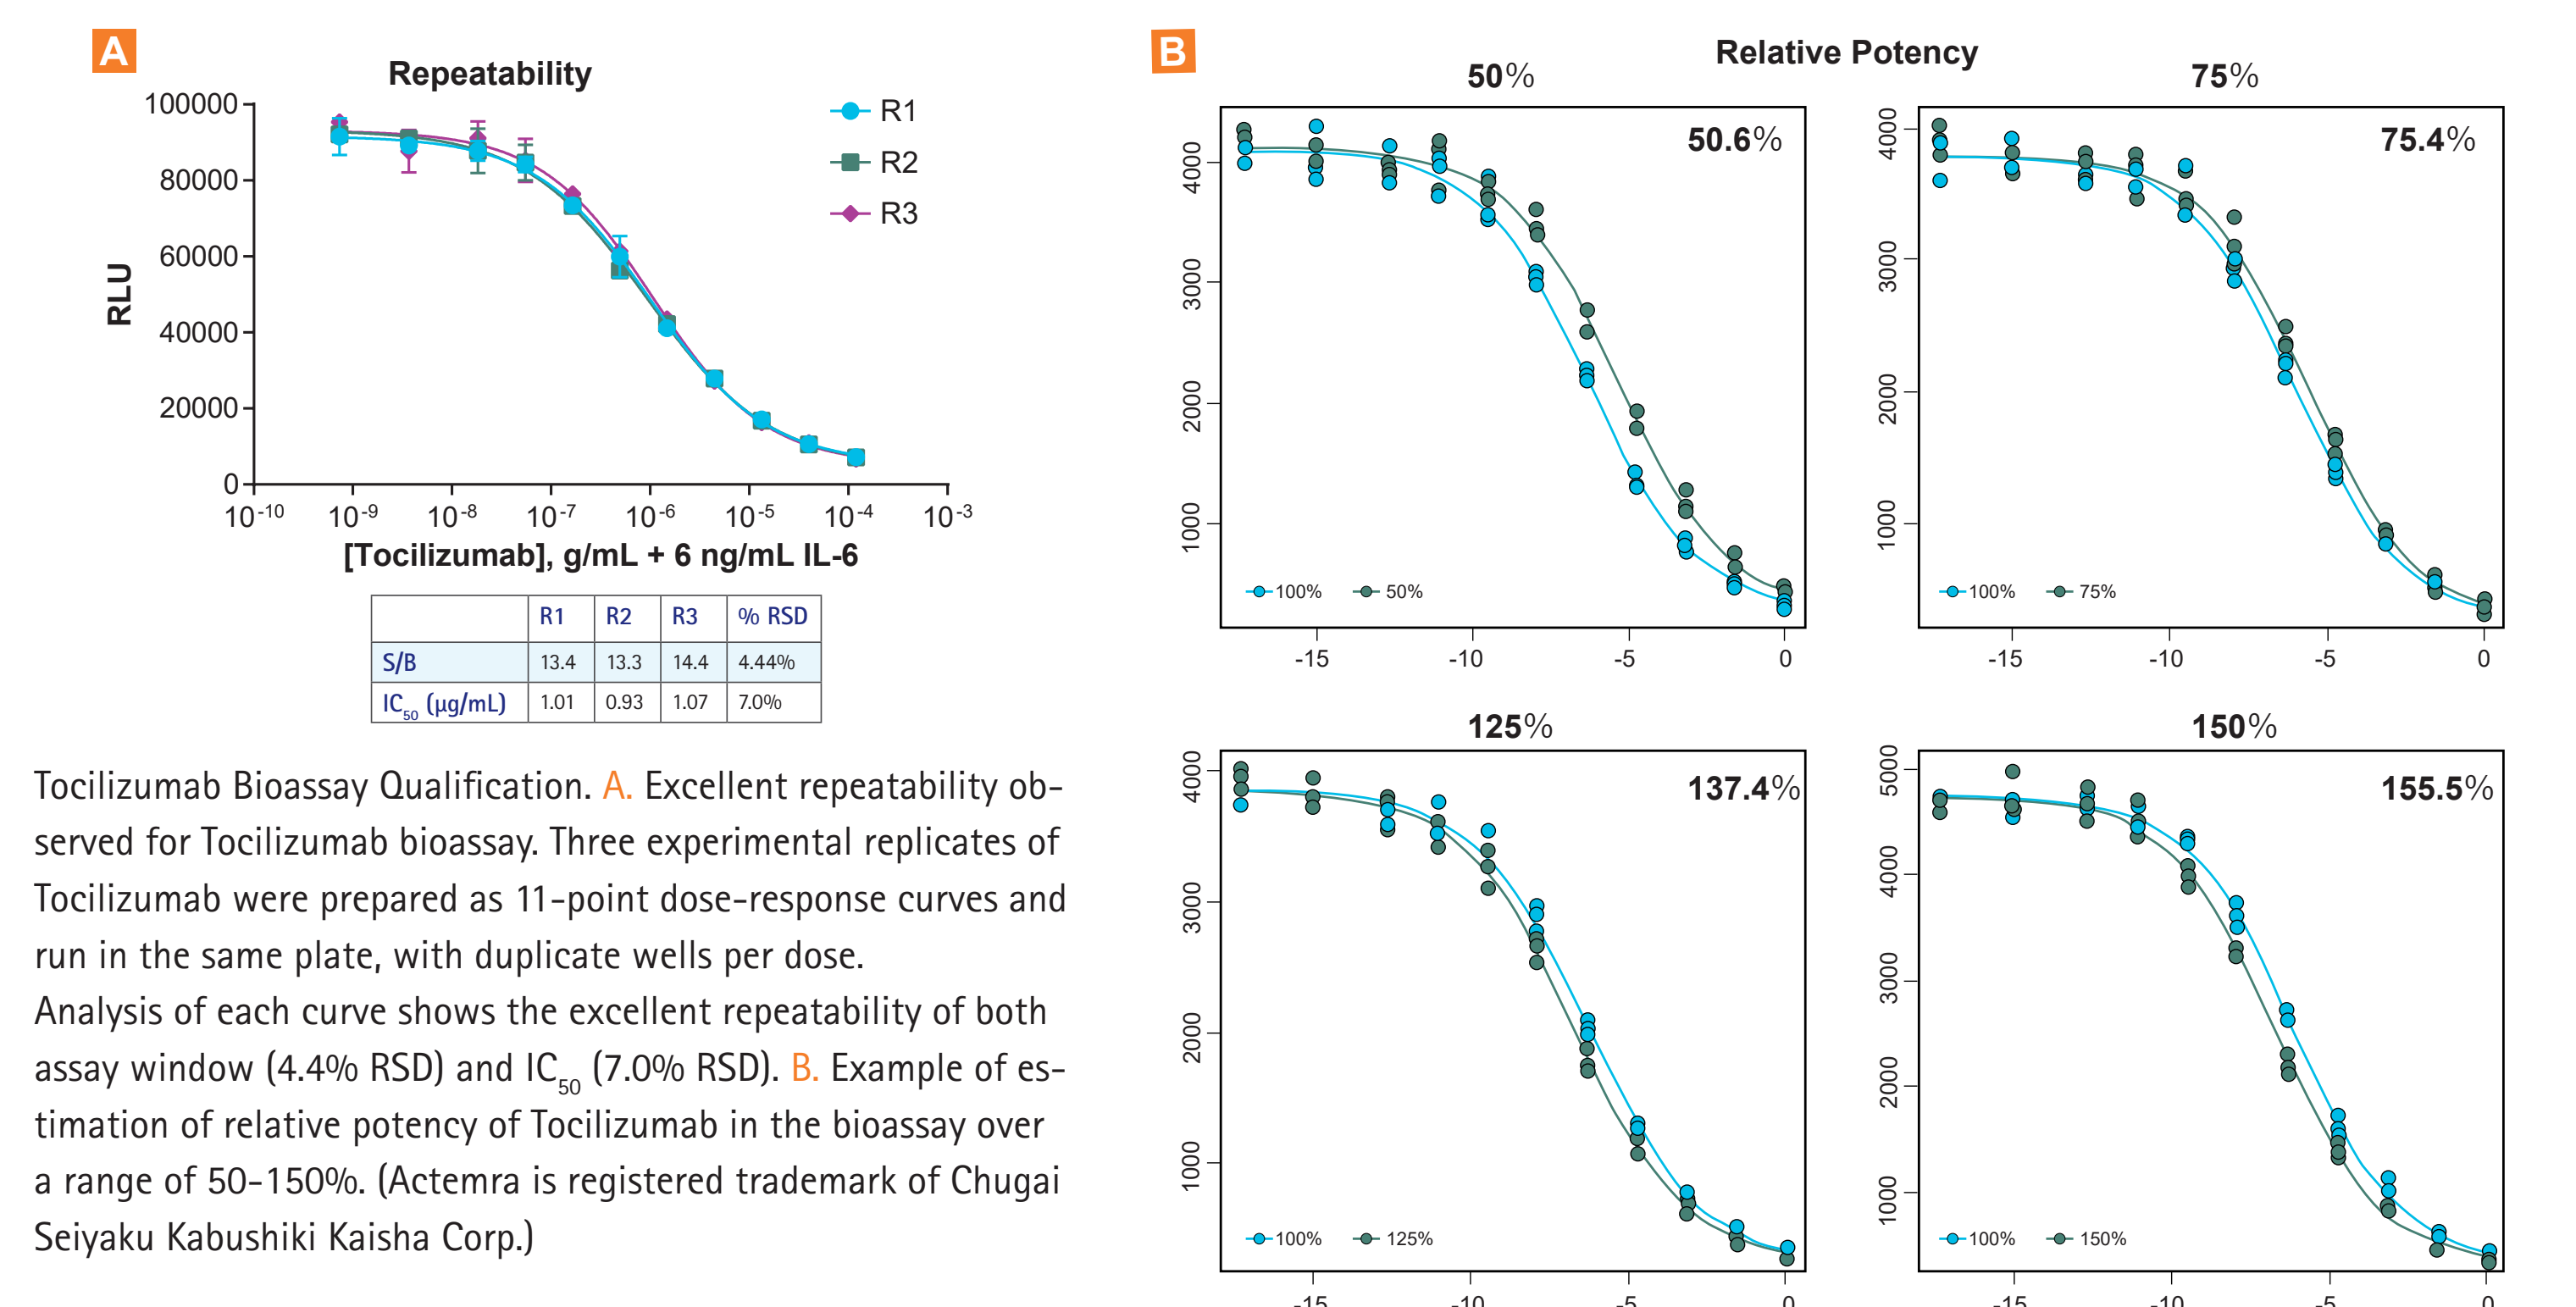 A
Repeatability
100000
80000
60000
40000
20000
0
RLU
R1
R2
R3
10-10 10-9 10-8 10-7 10-6 10-5 10-4 10-3
[Tocilizumab], g/mL + 6 ng/mL IL-6
R1 R2 R3 % RSD
S/B 13.4 13.3 14.4 4.44%
IC50 (µg/mL) 1.01 0.93 1.07 7.0%
Tocilizumab Bioassay Qualification. A. Excellent repeatability ob-
served for Tocilizumab bioassay. Three experimental replicates of
Tocilizumab were prepared as 11-point dose-response curves and
run in the same plate, with duplicate wells per dose.
Analysis of each curve shows the excellent repeatability of both
assay window (4.4% RSD) and IC50 (7.0% RSD). B. Example of es-
timation of relative potency of Tocilizumab in the bioassay over
a range of 50-150%. (Actemra is registered trademark of Chugai
Seiyaku Kabushiki Kaisha Corp.)
B
Relative Potency
50%
50.6%
4000
3000
2000
1000
100% 50%
-15 -10 -5 0
75%
75.4%
4000
3000
2000
1000
100% 75%
-15 -10 -5 0
125%
137.4%
4000
3000
2000
1000
100% 125%
-15 -10 -5 0
150%
155.5%
5000
4000
3000
2000
1000
100% 150%
-15 -10 -5 0